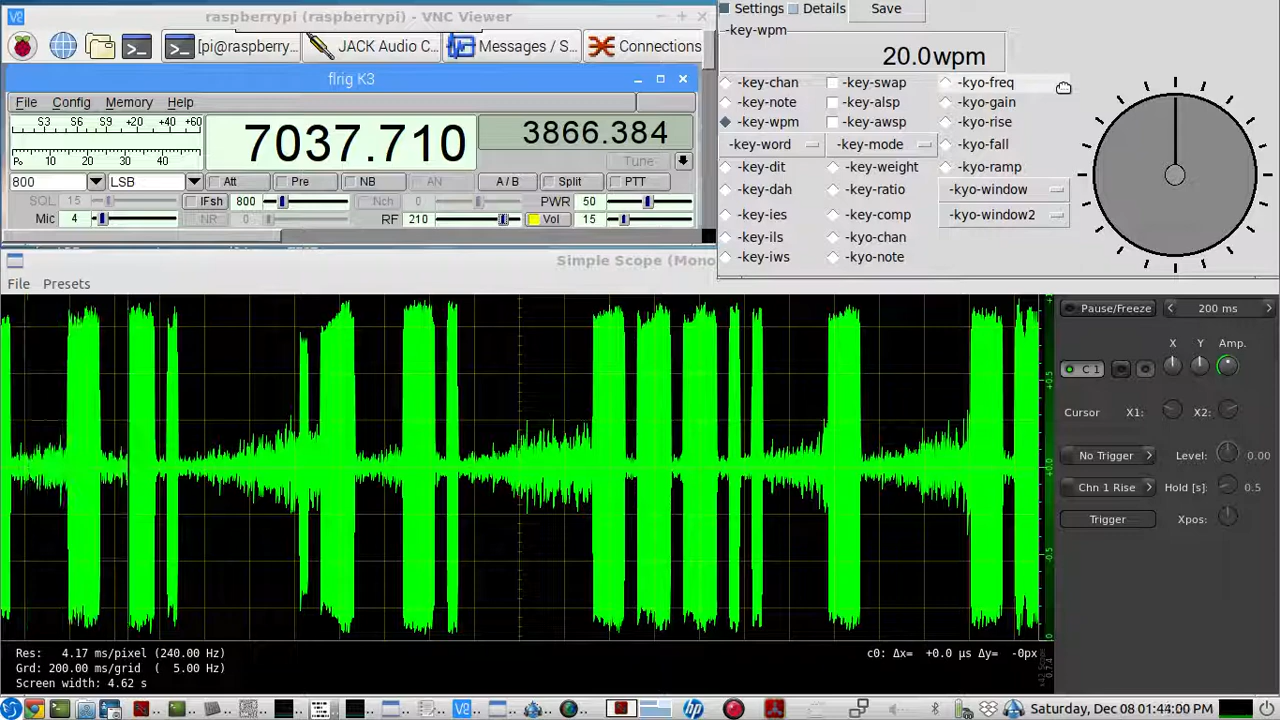 raspberrypi (raspberrypi) - VNC Viewer
[pi@raspberry...
JACK Audio C...
Messages / S...
Connections
flrig K3
File Config Memory Help
S3 S6 S9 +20 +40 +60
Po 10 20 30 40
7037.710
3866.384
Tune
800 LSB Att Pre NB AN A/B Split PTT
SQL 15 IFsh 800 Nch PWR 50
Mic 4 NR 0 RF 210 Vol 15
Settings Details Save
-key-wpm
20.0wpm
-key-chan -key-swap -kyo-freq
-key-note -key-alsp -kyo-gain
-key-wpm -key-awsp -kyo-rise
-key-word -key-mode -kyo-fall
-key-dit -key-weight -kyo-ramp
-key-dah -key-ratio -kyo-window
-key-ies -key-comp -kyo-window2
-key-ils -kyo-chan
-key-iws -kyo-note
Simple Scope (Mono
File Presets
Pause/Freeze 200 ms
X Y Amp.
C 1
Cursor X1: X2:
No Trigger Level: 0.00
Chn 1 Rise Hold [s]: 0.5
Trigger Xpos:
+0.5
+0.0
-0.5
Res: 4.17 ms/pixel (240.00 Hz)
Grd: 200.00 ms/grid ( 5.00 Hz)
Screen width: 4.62 s
c0: Δx= +0.0 µs Δy= -0px
Saturday, Dec 08 01:44:00 PM